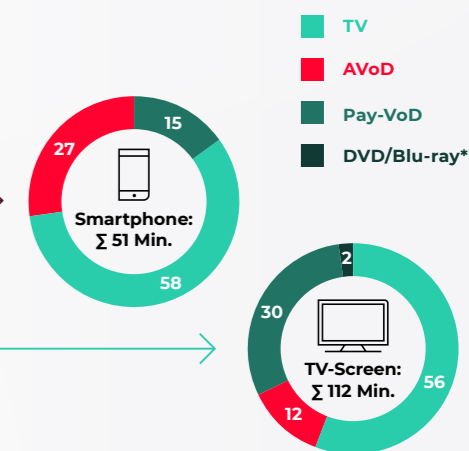 TV
AVoD
Pay-VoD
DVD/Blu-ray*
15
27
Smartphone:
∑ 51 Min.
58
2
30
TV-Screen:
∑ 112 Min.
56
12